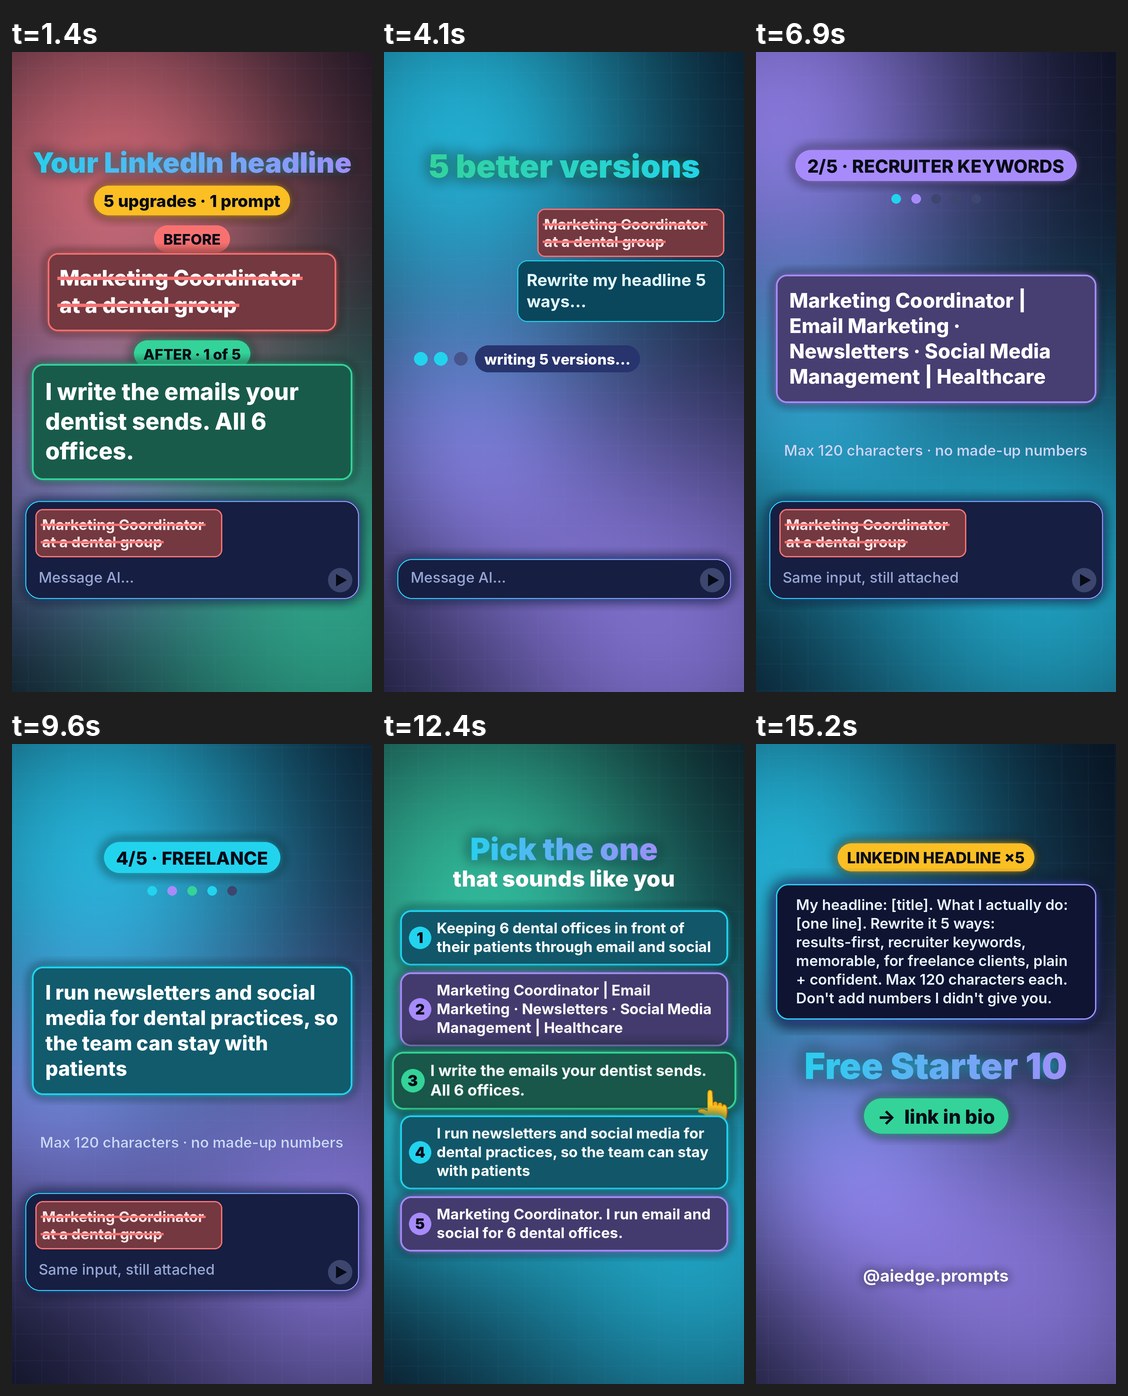 t=1.4s
Your LinkedIn headline
5 upgrades · 1 prompt
BEFORE
Marketing Coordinator
at a dental group
AFTER · 1 of 5
I write the emails your
dentist sends. All 6
offices.
Marketing Coordinator
at a dental group
Message AI...
t=4.1s
5 better versions
Marketing Coordinator
at a dental group
Rewrite my headline 5
ways...
writing 5 versions...
Message AI...
t=6.9s
2/5 · RECRUITER KEYWORDS
Marketing Coordinator |
Email Marketing ·
Newsletters · Social Media
Management | Healthcare
Max 120 characters · no made-up numbers
Marketing Coordinator
at a dental group
Same input, still attached
t=9.6s
4/5 · FREELANCE
I run newsletters and social
media for dental practices, so
the team can stay with
patients
Max 120 characters · no made-up numbers
Marketing Coordinator
at a dental group
Same input, still attached
t=12.4s
Pick the one
that sounds like you
1 Keeping 6 dental offices in front of
their patients through email and social
2 Marketing Coordinator | Email
Marketing · Newsletters · Social Media
Management | Healthcare
3 I write the emails your dentist sends.
All 6 offices.
4 I run newsletters and social media for
dental practices, so the team can stay
with patients
5 Marketing Coordinator. I run email and
social for 6 dental offices.
t=15.2s
LINKEDIN HEADLINE ×5
My headline: [title]. What I actually do:
[one line]. Rewrite it 5 ways:
results-first, recruiter keywords,
memorable, for freelance clients, plain
+ confident. Max 120 characters each.
Don't add numbers I didn't give you.
Free Starter 10
→ link in bio
@aiedge.prompts